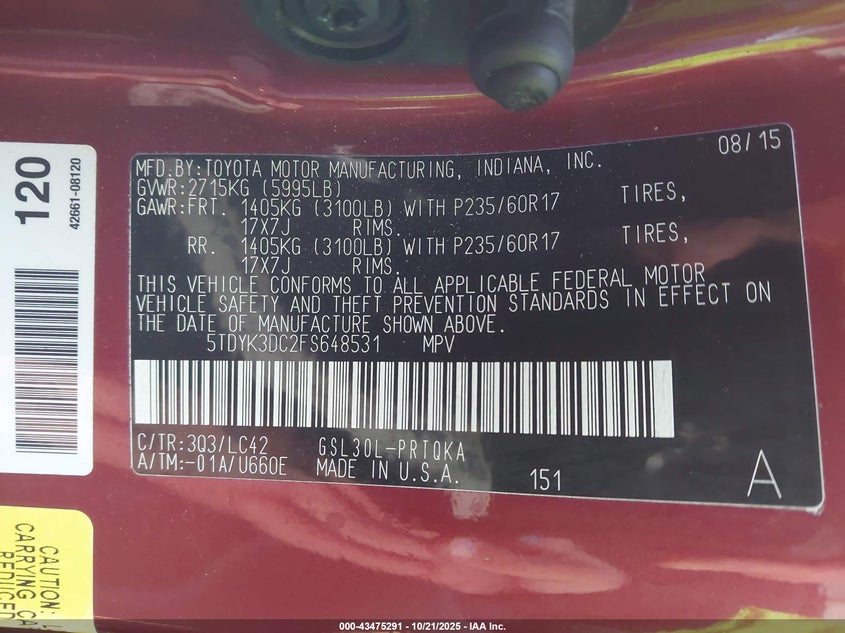 120
42661-08120
08/15
MFD.BY:TOYOTA MOTOR MANUFACTURING, INDIANA, INC.
GVWR:2715KG (5995LB)
GAWR:FRT. 1405KG (3100LB) WITH P235/60R17 TIRES,
17X7J RIMS.
RR. 1405KG (3100LB) WITH P235/60R17 TIRES,
17X7J RIMS.
THIS VEHICLE CONFORMS TO ALL APPLICABLE FEDERAL MOTOR
VEHICLE SAFETY AND THEFT PREVENTION STANDARDS IN EFFECT ON
THE DATE OF MANUFACTURE SHOWN ABOVE.
5TDYK3DC2FS648531 MPV
C/TR:3Q3/LC42 GSL30L-PRTQKA
A/TM:-01A/U660E MADE IN U.S.A. 151 A
CAUTION: L
CARRYING CA
REDUCED
000-43475291 - 10/21/2025 - IAA Inc.